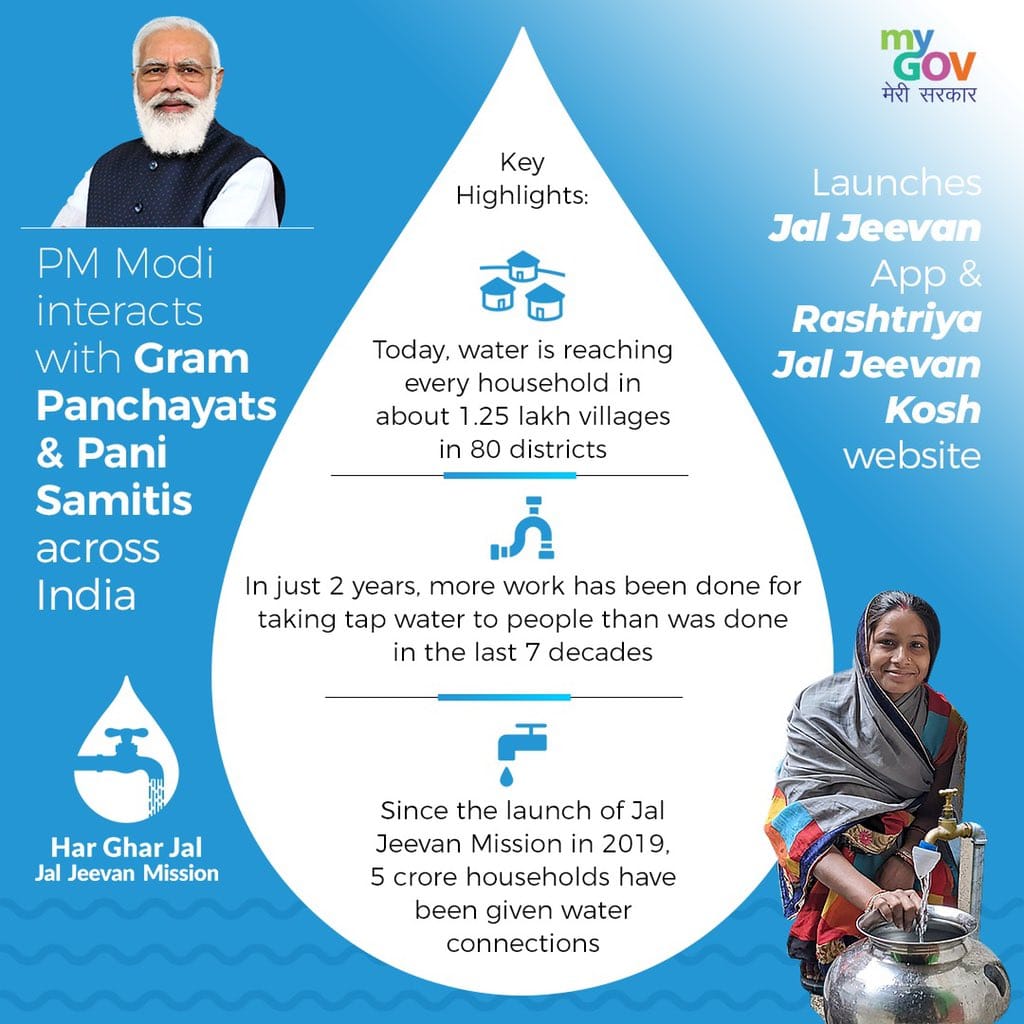 PM Modi
interacts
with Gram
Panchayats
& Pani
Samitis
across
India
Har Ghar Jal
Jal Jeevan Mission
Key
Highlights:
Today, water is reaching
every household in
about 1.25 lakh villages
in 80 districts
In just 2 years, more work has been done for
taking tap water to people than was done
in the last 7 decades
Since the launch of Jal
Jeevan Mission in 2019,
5 crore households have
been given water
connections
my
GOV
मेरी सरकार
Launches
Jal Jeevan
App &
Rashtriya
Jal Jeevan
Kosh
website